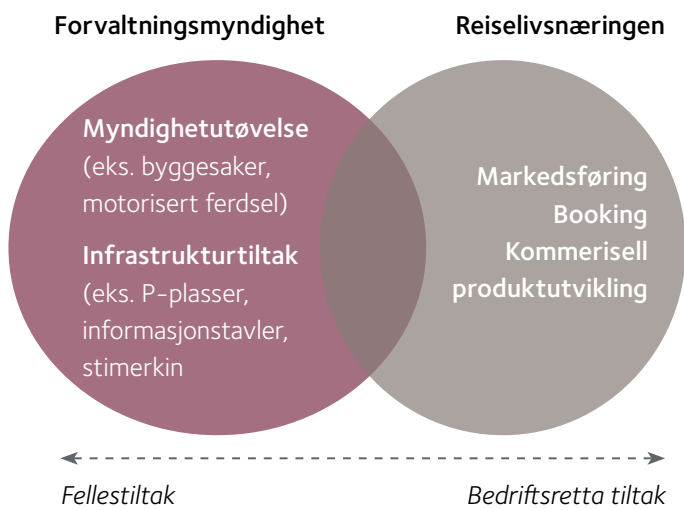 Forvaltningsmyndighet
Reiselivsnæringen
Myndighetutøvelse
(eks. byggesaker,
motorisert ferdsel)
Infrastrukturtiltak
(eks. P-plasser,
informasjonstavler,
stimerkin
Markedsføring
Booking
Kommerisell
produktutvikling
Fellestiltak
Bedriftsretta tiltak